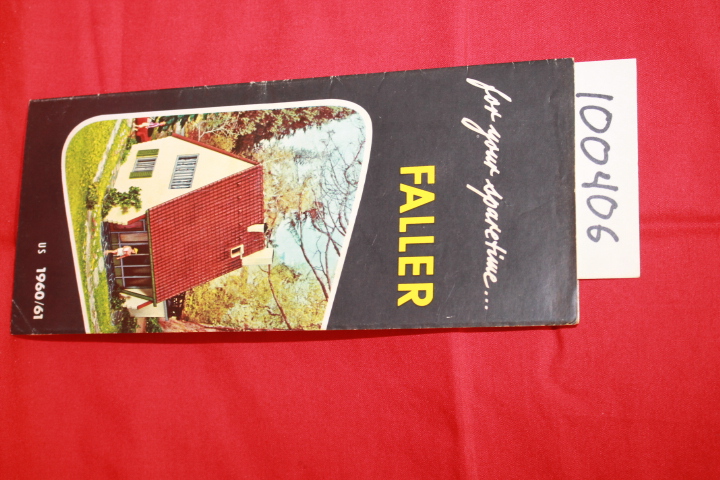 for your sparetime...
FALLER
US 1960/61
100406